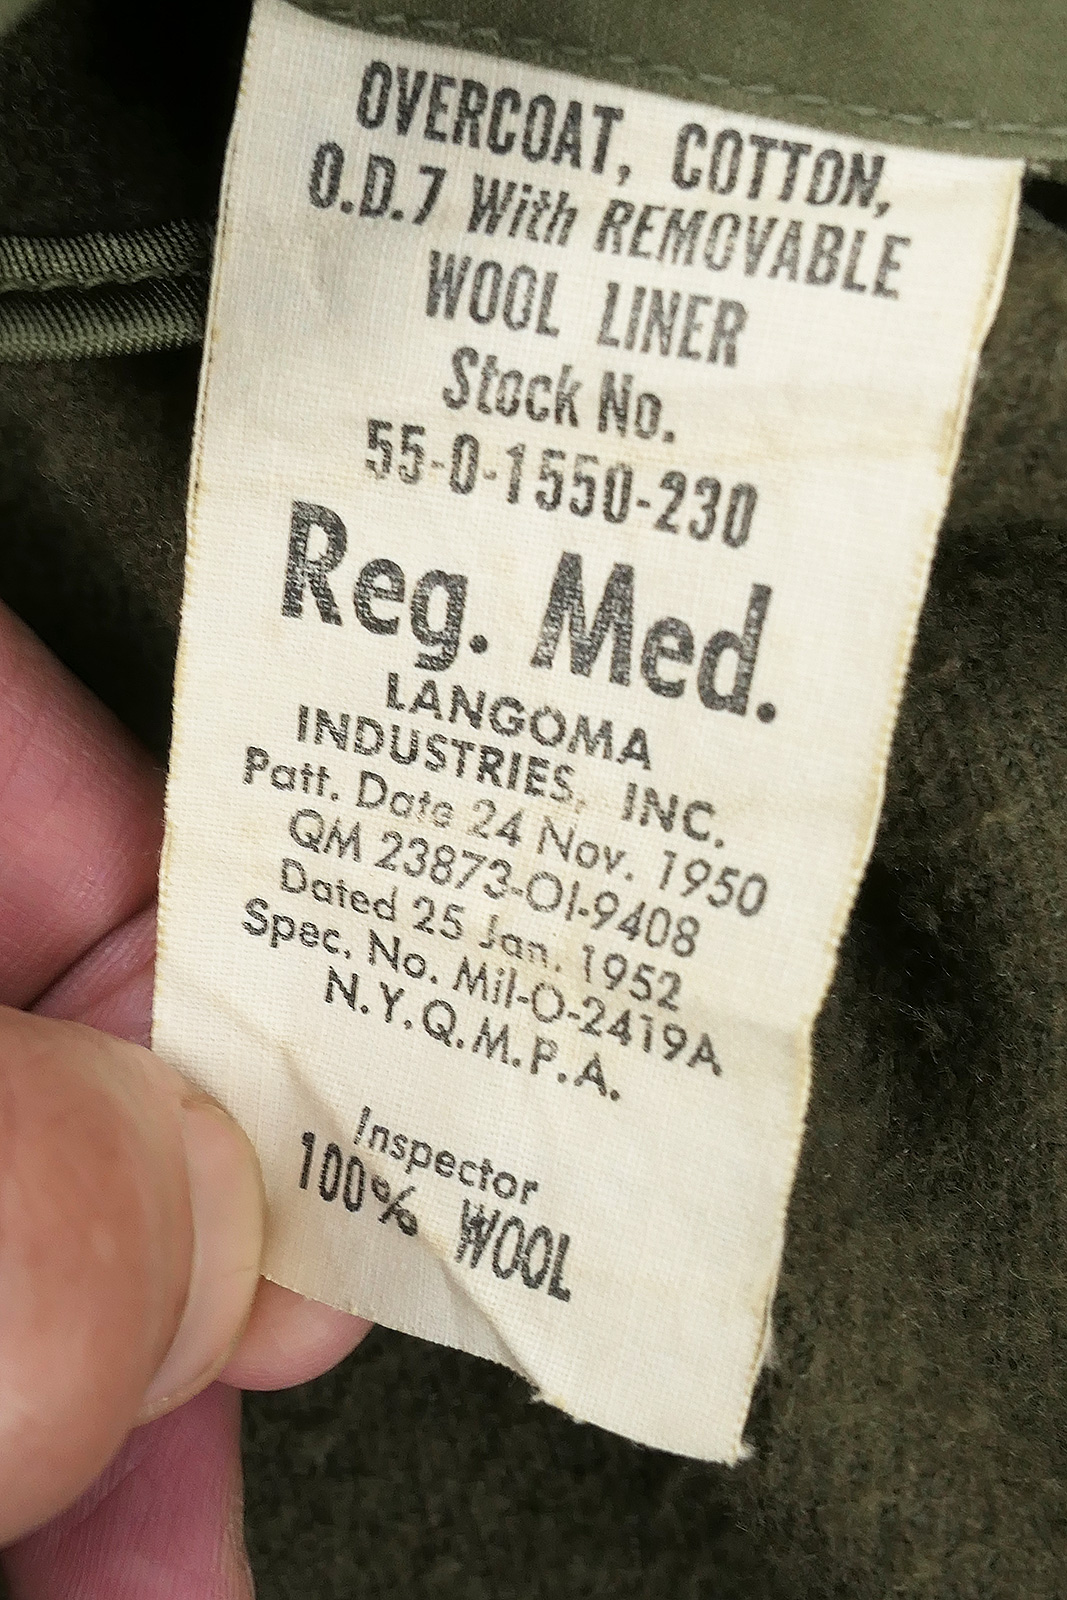 OVERCOAT, COTTON,
O.D.7 With REMOVABLE
WOOL LINER
Stock No.
55-0-1550-230
Reg. Med.
LANGOMA
INDUSTRIES, INC.
Patt. Date 24 Nov. 1950
QM 23873-OI-9408
Dated 25 Jan. 1952
Spec. No. Mil-O-2419A
N.Y.Q.M.P.A.
Inspector
100% WOOL